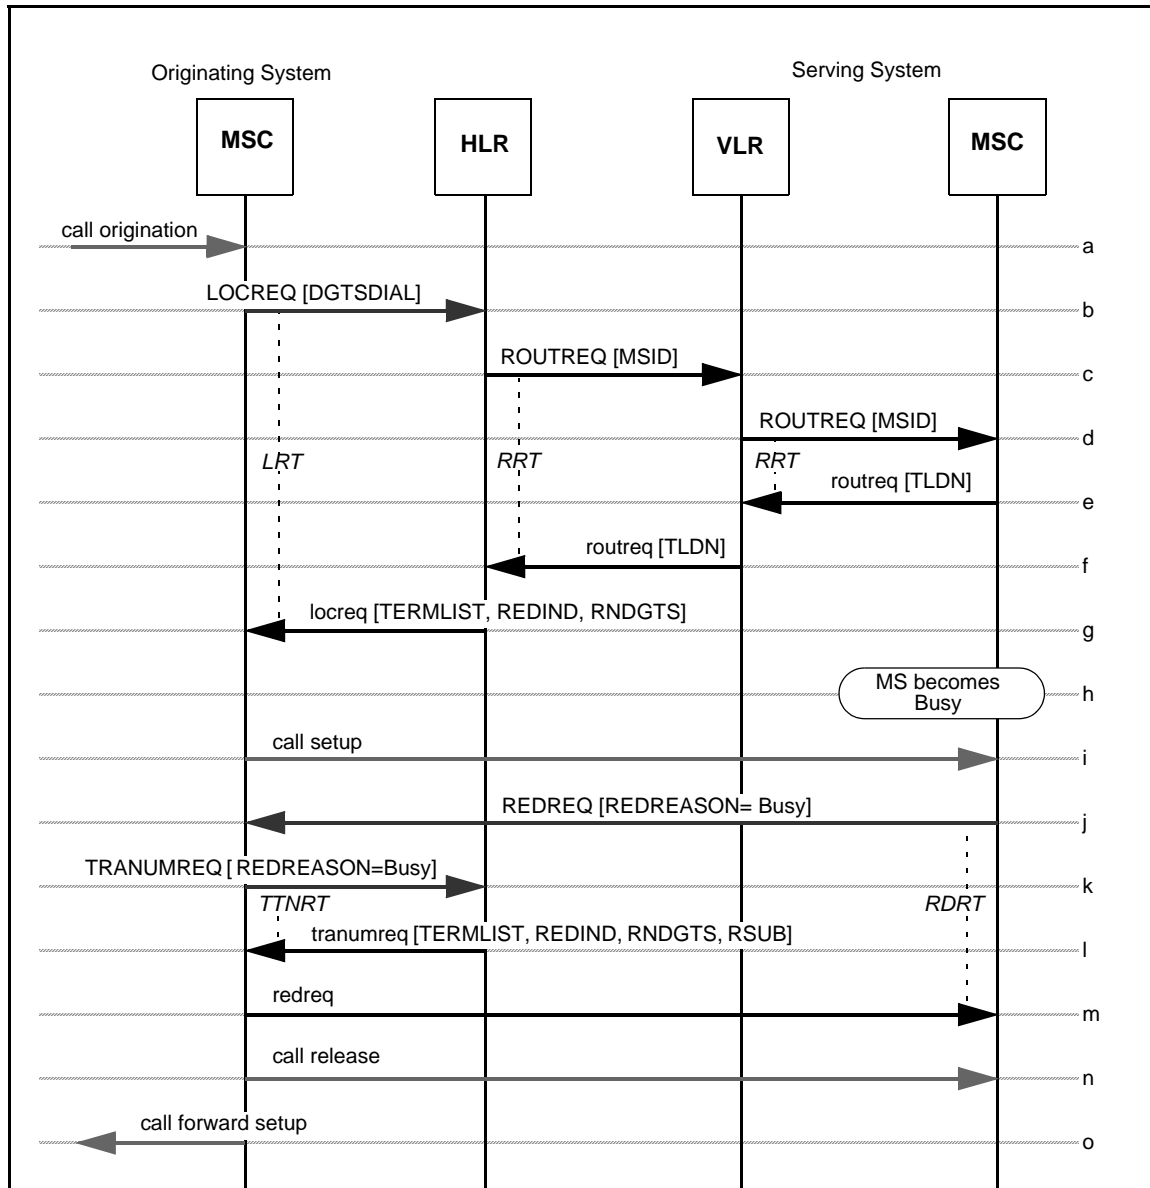 Originating System
Serving System
MSC
HLR
VLR
MSC
call origination
a
LOCREQ [DGTSDIAL]
b
ROUTREQ [MSID]
c
ROUTREQ [MSID]
d
LRT
RRT
RRT
routreq [TLDN]
e
routreq [TLDN]
f
locreq [TERMLIST, REDIND, RNDGTS]
g
MS becomes
Busy
h
call setup
i
REDREQ [REDREASON= Busy]
j
TRANUMREQ [ REDREASON=Busy]
k
TTNRT
RDRT
tranumreq [TERMLIST, REDIND, RNDGTS, RSUB]
l
redreq
m
call release
n
call forward setup
o